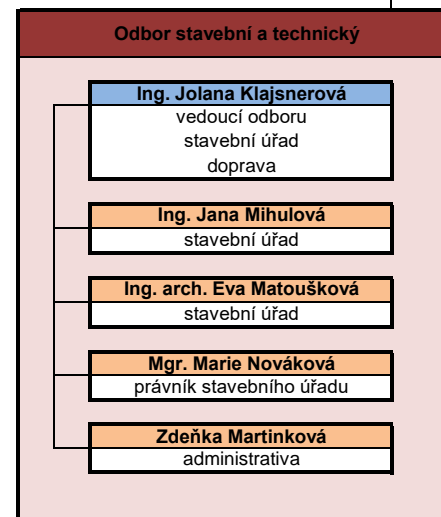 Odbor stavební a technický
Ing. Jolana Klajsnerová
vedoucí odboru
stavební úřad
doprava
Ing. Jana Mihulová
stavební úřad
Ing. arch. Eva Matoušková
stavební úřad
Mgr. Marie Nováková
právník stavebního úřadu
Zdeňka Martinková
administrativa